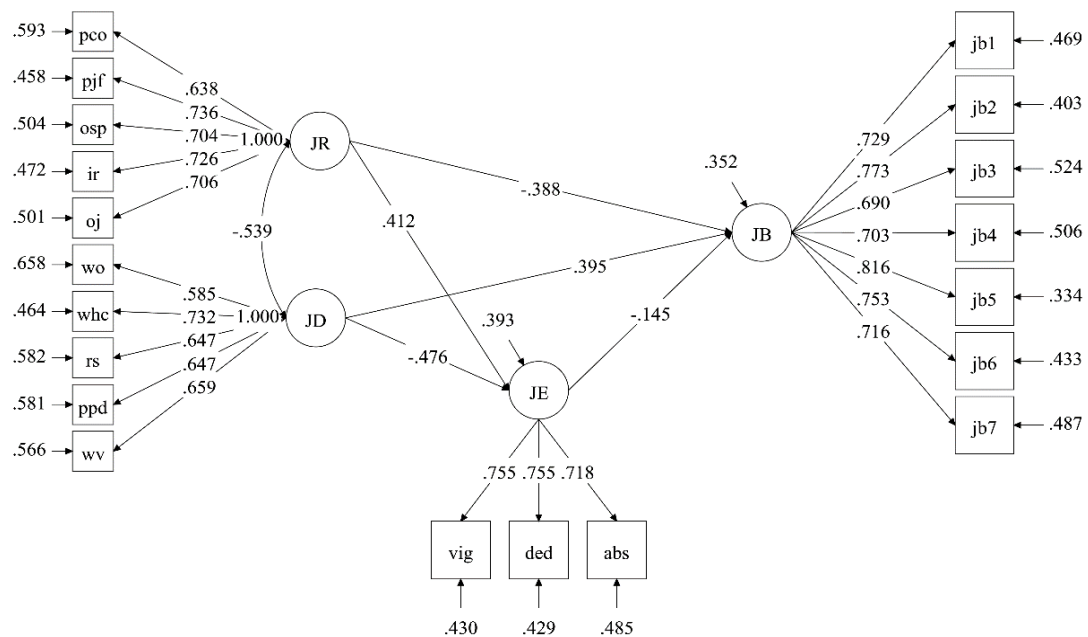 .593 pco
.458 pjf
.504 osp
.472 ir
.501 oj
.658 wo
.464 whc
.582 rs
.581 ppd
.566 wv
.638
.736
.704
.726
.706
1.000
JR
-.539
.585
.732
.647
.647
.659
1.000
JD
-.388
.412
.395
-.476
-.145
.393
JE
.352
JB
.755 .755 .718
vig ded abs
.430 .429 .485
.729
.773
.690
.703
.816
.753
.716
jb1 .469
jb2 .403
jb3 .524
jb4 .506
jb5 .334
jb6 .433
jb7 .487